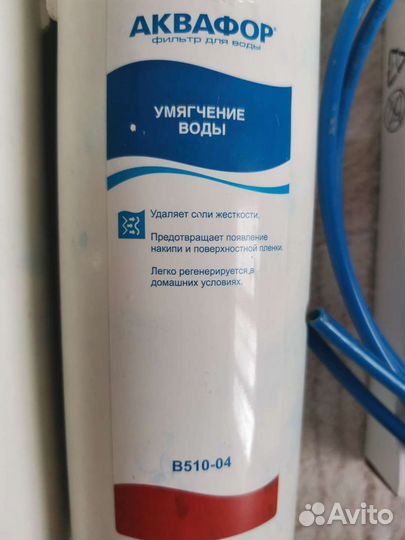 АКВАФОР®
фильтр для воды
УМЯГЧЕНИЕ
ВОДЫ
Удаляет соли жесткости.
Предотвращает появление
накипи и поверхностной пленки.
Легко регенерируется в
домашних условиях.
В510-04
Avito